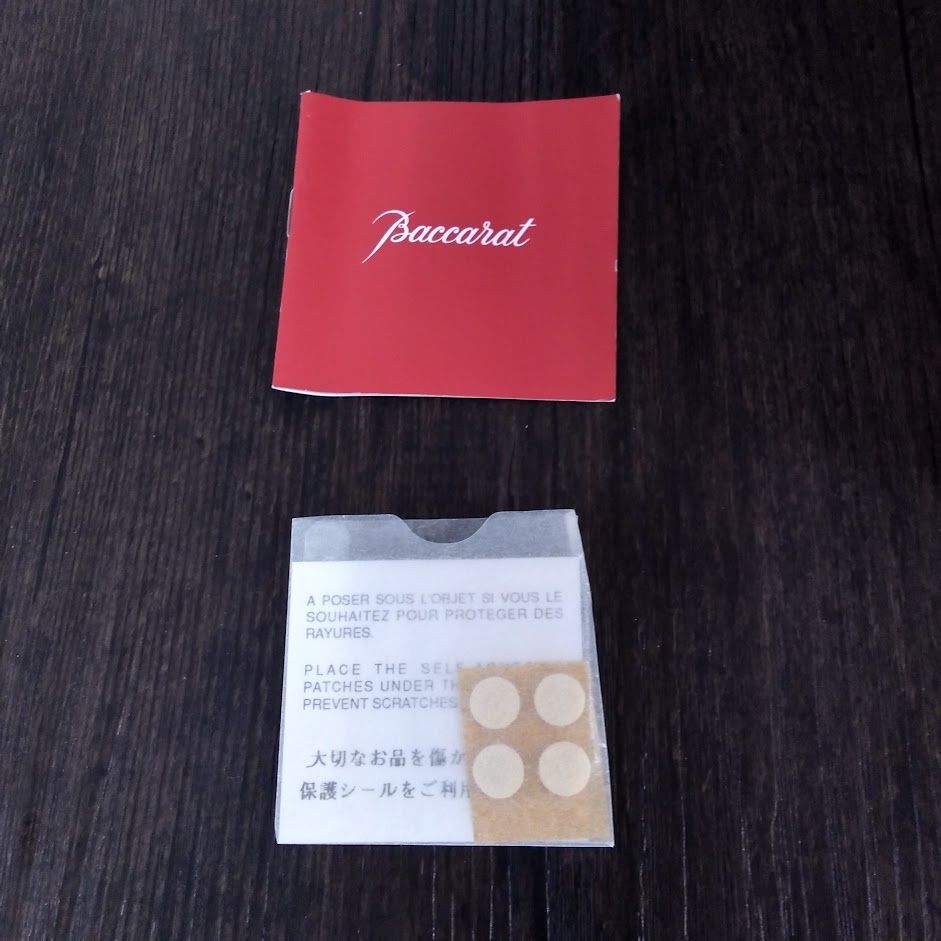 Baccarat
A POSER SOUS L'OBJET SI VOUS LE
SOUHAITEZ POUR PROTEGER DES
RAYURES.
PLACE THE SELF
PATCHES UNDER
PREVENT SCRATCHES
大切なお品を傷か
保護シールをご利用